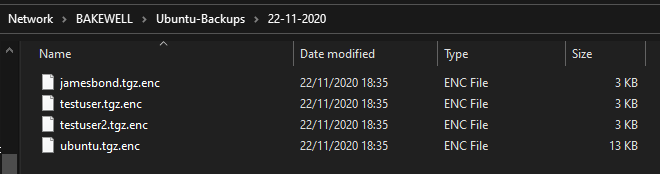 Network > BAKEWELL > Ubuntu-Backups > 22-11-2020
Name Date modified Type Size
jamesbond.tgz.enc 22/11/2020 18:35 ENC File 3 KB
testuser.tgz.enc 22/11/2020 18:35 ENC File 3 KB
testuser2.tgz.enc 22/11/2020 18:35 ENC File 3 KB
ubuntu.tgz.enc 22/11/2020 18:35 ENC File 13 KB